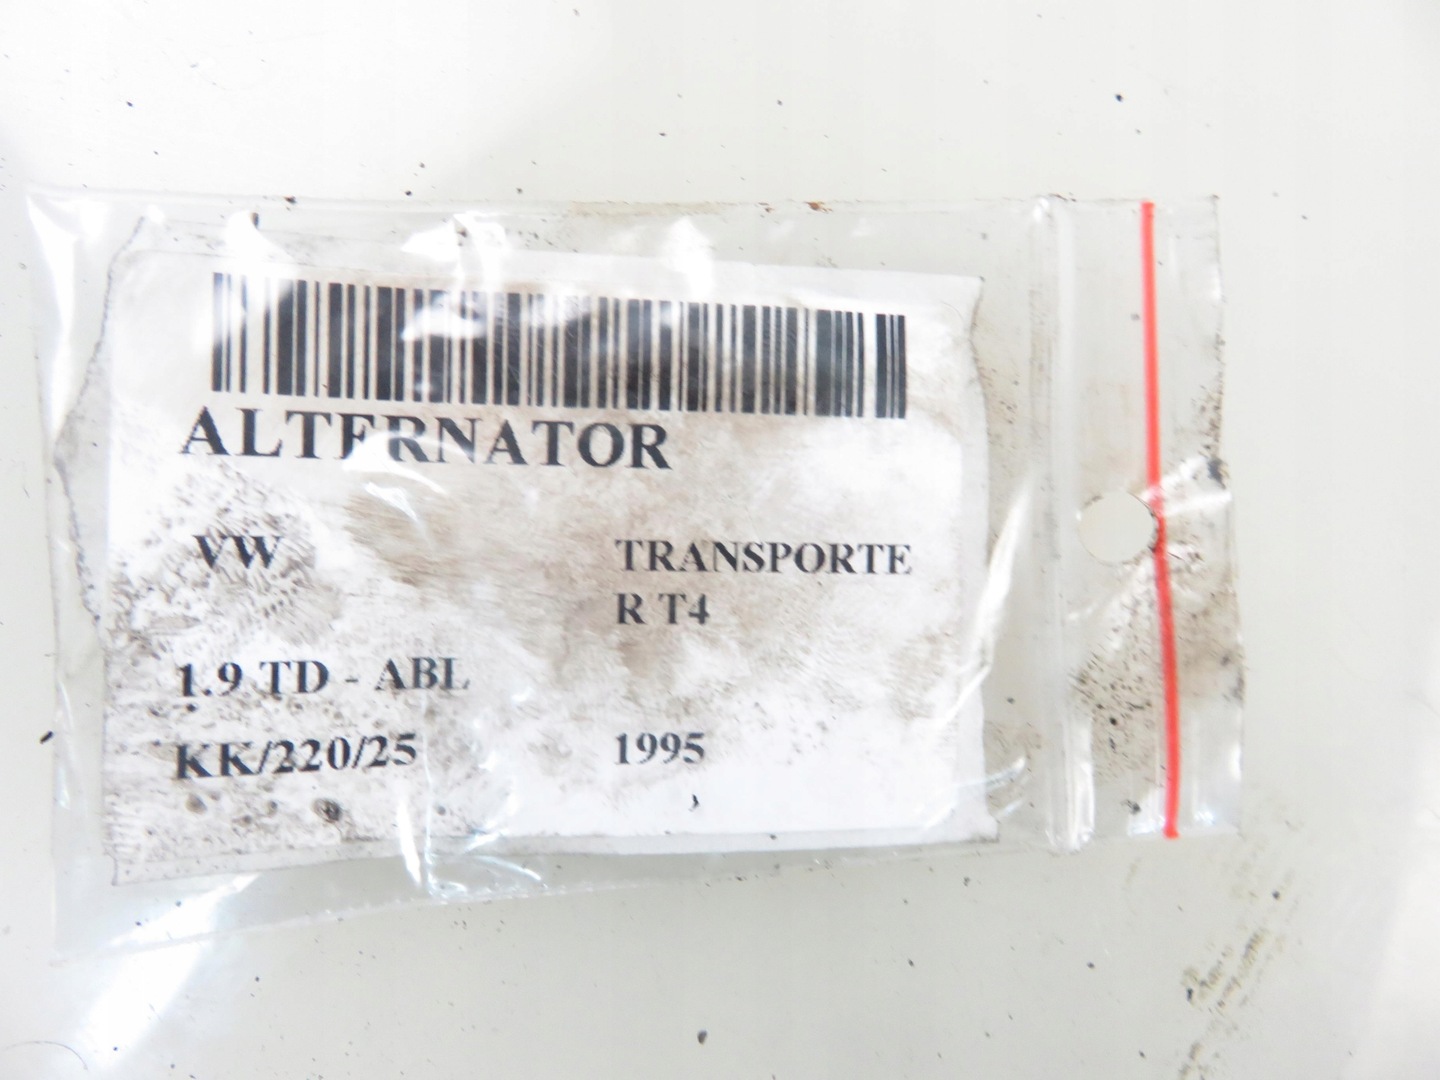 ALTERNATOR
VW
TRANSPORTE
R T4
1.9 TD - ABL
KK/220/25
1995